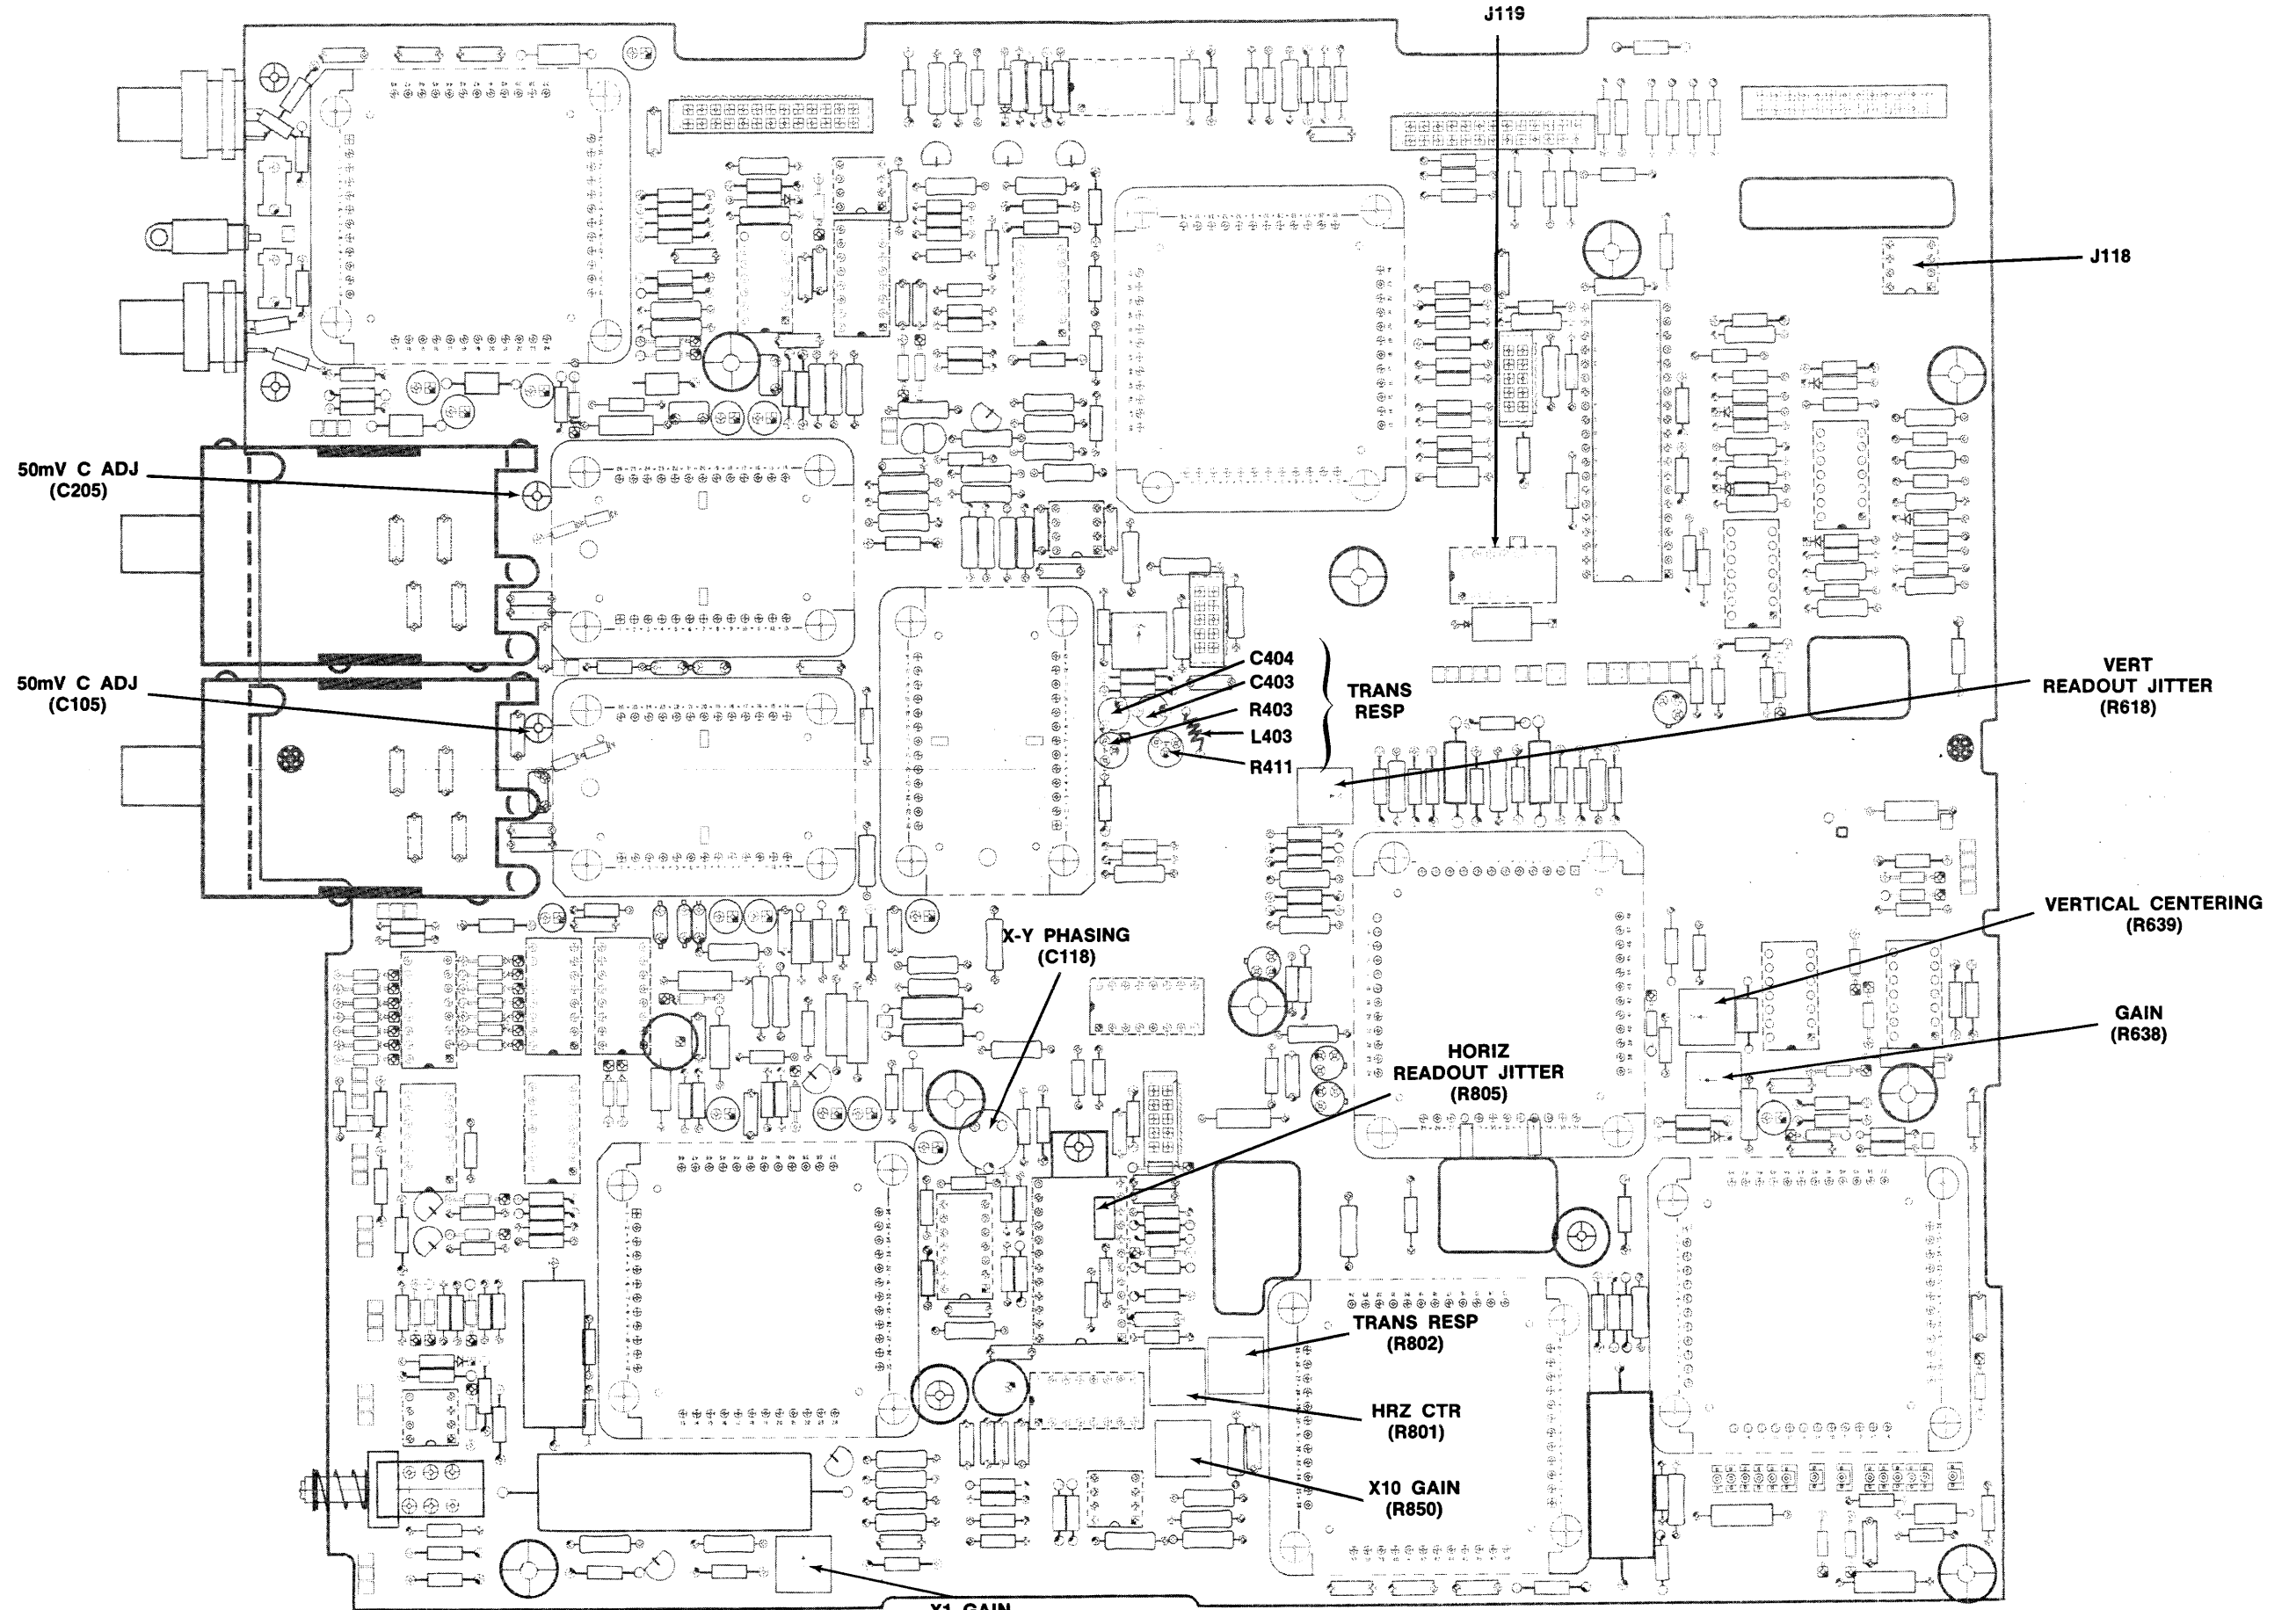 J119
J118
50mV C ADJ
(C205)
50mV C ADJ
(C105)
C404
C403
R403
L403
R411
TRANS
RESP
VERT
READOUT JITTER
(R618)
VERTICAL CENTERING
(R639)
X-Y PHASING
(C118)
GAIN
(R638)
HORIZ
READOUT JITTER
(R805)
TRANS RESP
(R802)
HRZ CTR
(R801)
X10 GAIN
(R850)
X1 GAIN